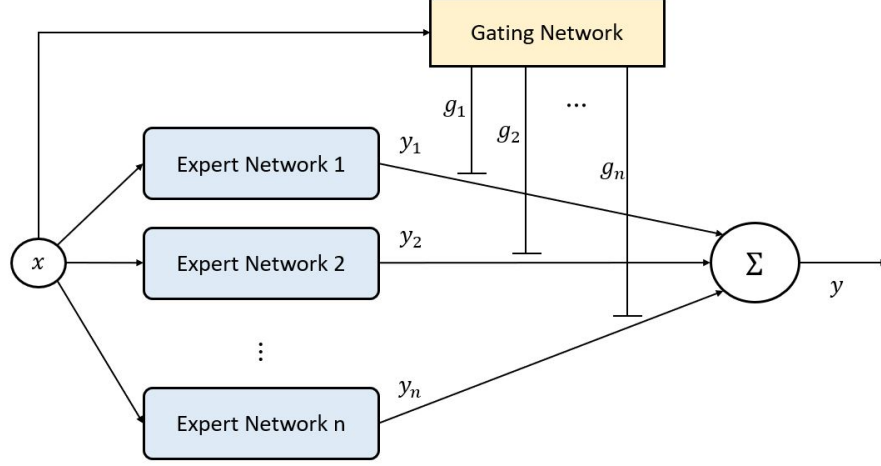 Gating Network
g₁
g₂
...
gₙ
Expert Network 1
y₁
Expert Network 2
y₂
x
Σ
y
⋮
Expert Network n
yₙ